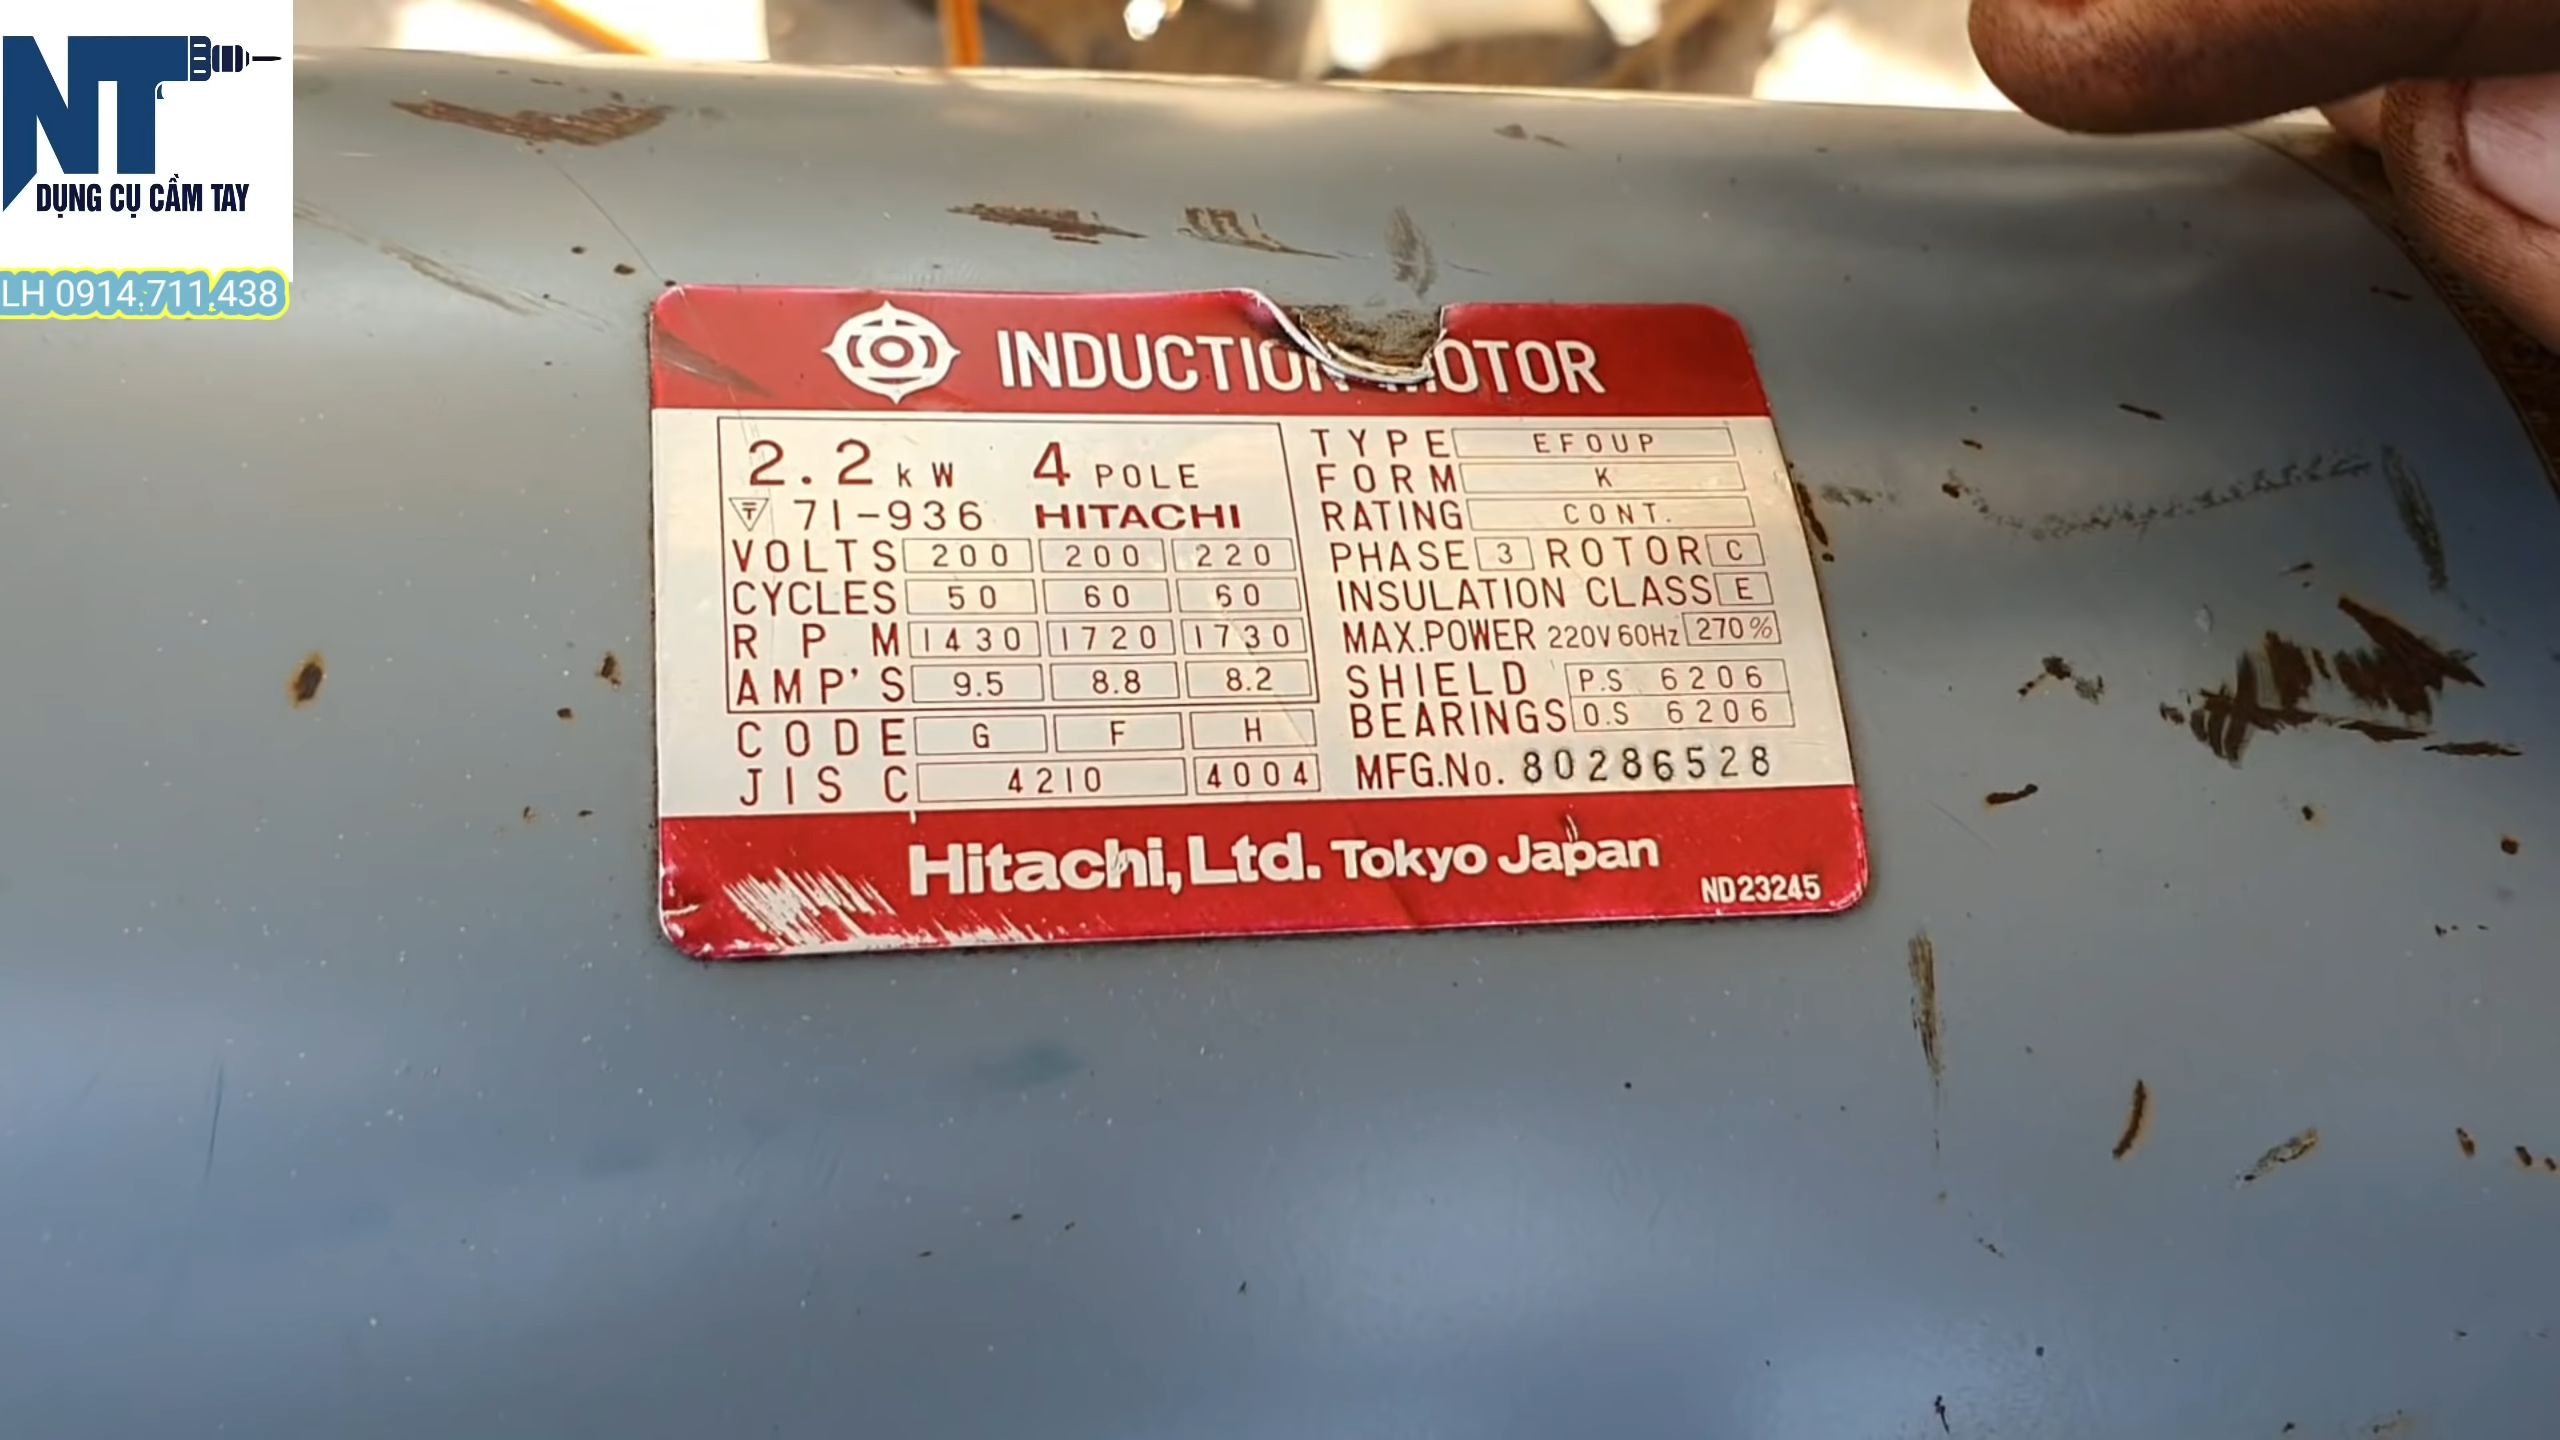 NT
DỤNG CỤ CẦM TAY
LH 0914.711.438
INDUCTION MOTOR
2.2 kW 4 POLE
〒 71-936 HITACHI
VOLTS 200 200 220
CYCLES 50 60 60
RPM 1430 1720 1730
AMP'S 9.5 8.8 8.2
CODE G F H
JIS C 4210 4004
TYPE EFOUP
FORM K
RATING CONT.
PHASE 3 ROTOR C
INSULATION CLASS E
MAX.POWER 220V 60Hz 270%
SHIELD P.S 6206
BEARINGS O.S 6206
MFG.No. 80286528
Hitachi, Ltd. Tokyo Japan
ND23245